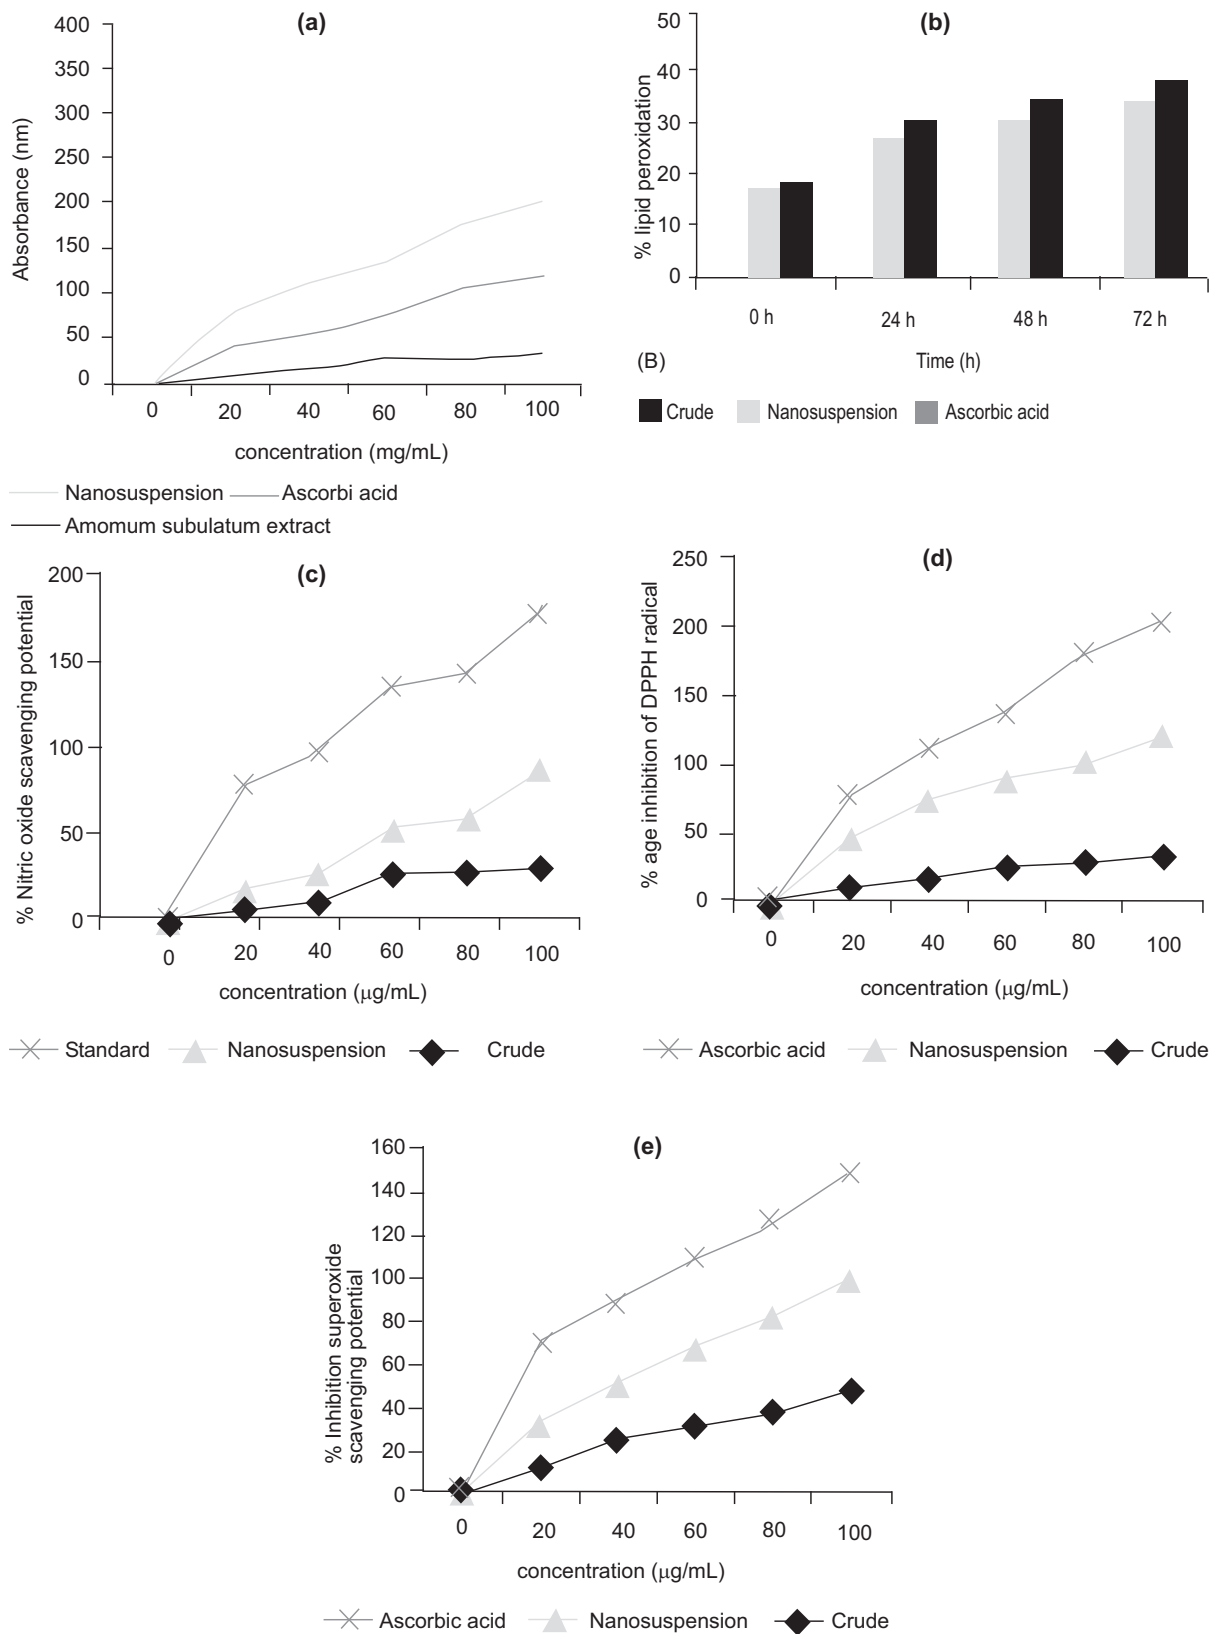 (a)
400
350
300
250
200
150
100
50
0
Absorbance (nm)
0 20 40 60 80 100
concentration (mg/mL)
Nanosuspension Ascorbi acid
Amomum subulatum extract
(b)
50
40
30
20
10
0
% lipid peroxidation
0 h 24 h 48 h 72 h
(B) Time (h)
Crude Nanosuspension Ascorbic acid
(c)
200
150
100
50
0
% Nitric oxide scavenging potential
0 20 40 60 80 100
concentration (μg/mL)
Standard Nanosuspension Crude
(d)
250
200
150
100
50
0
% age inhibition of DPPH radical
0 20 40 60 80 100
concentration (μg/mL)
Ascorbic acid Nanosuspension Crude
(e)
160
140
120
100
80
60
40
20
0
% Inhibition superoxide
scavenging potential
0 20 40 60 80 100
concentration (μg/mL)
Ascorbic acid Nanosuspension Crude